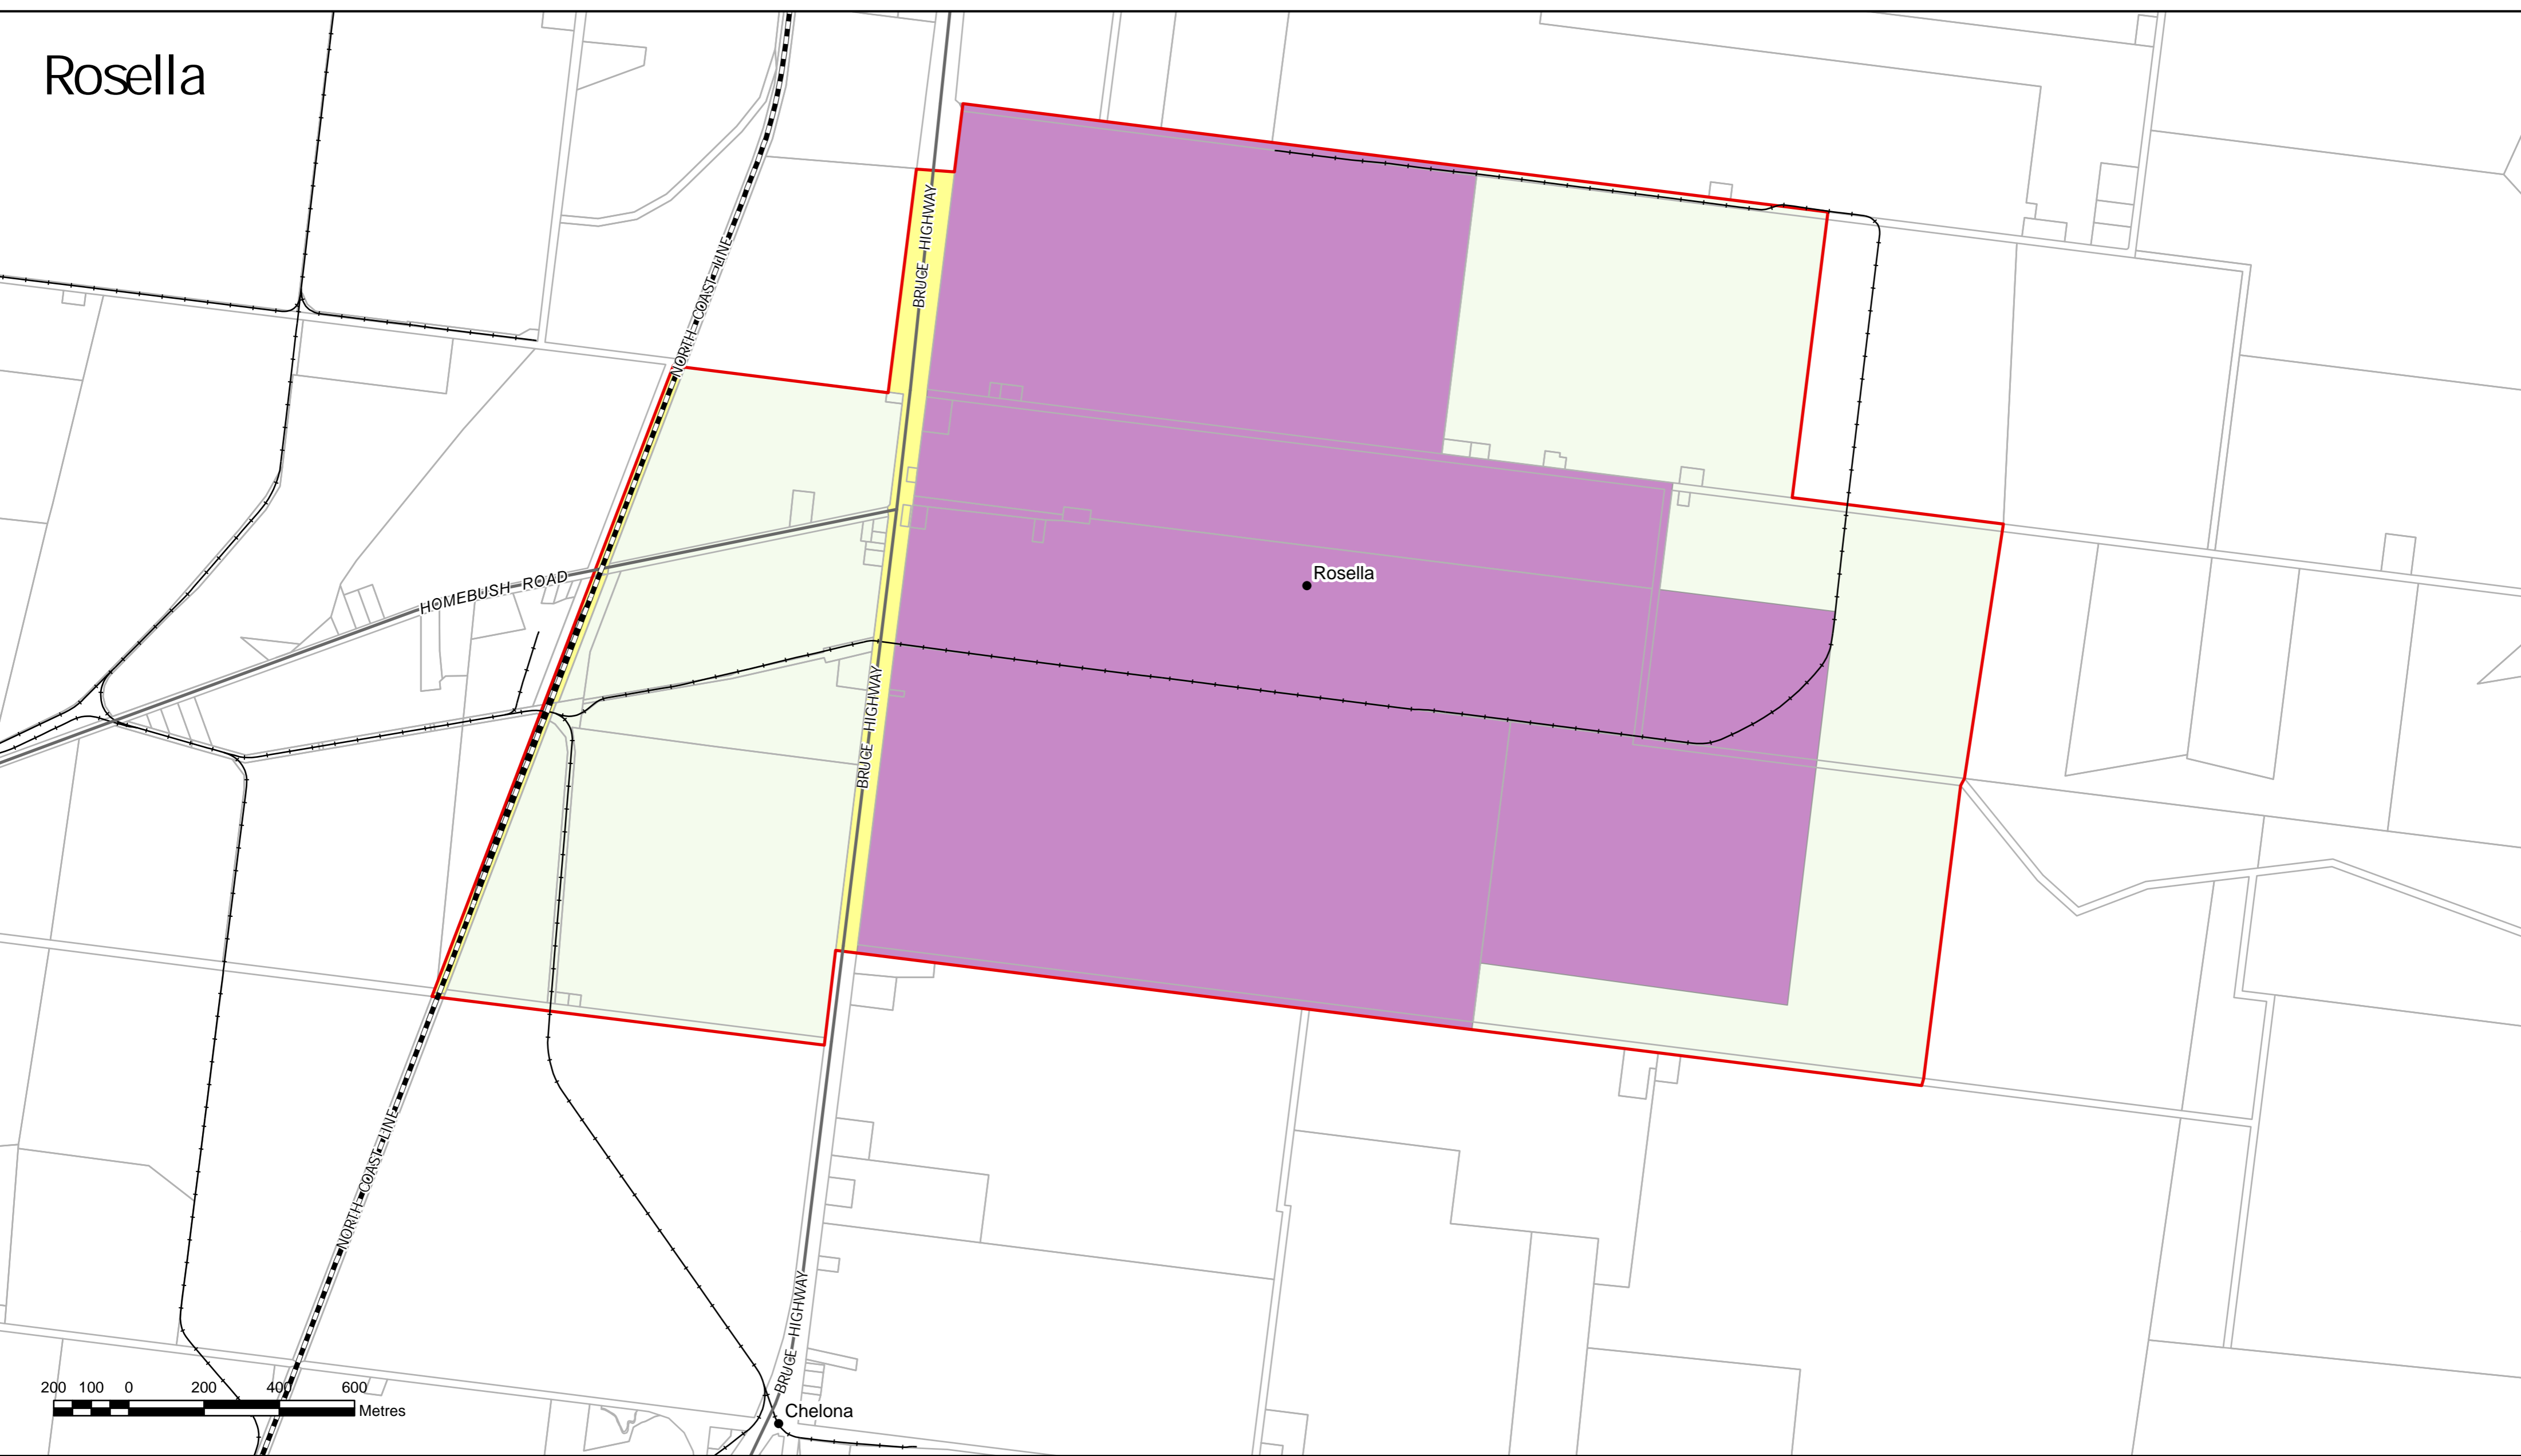 Rosella
BRUCE HIGHWAY
NORTH COAST LINE
HOMEBUSH ROAD
Rosella
BRUCE HIGHWAY
NORTH COAST LINE
BRUCE HIGHWAY
200 100 0 200 400 600
Metres
Chelona